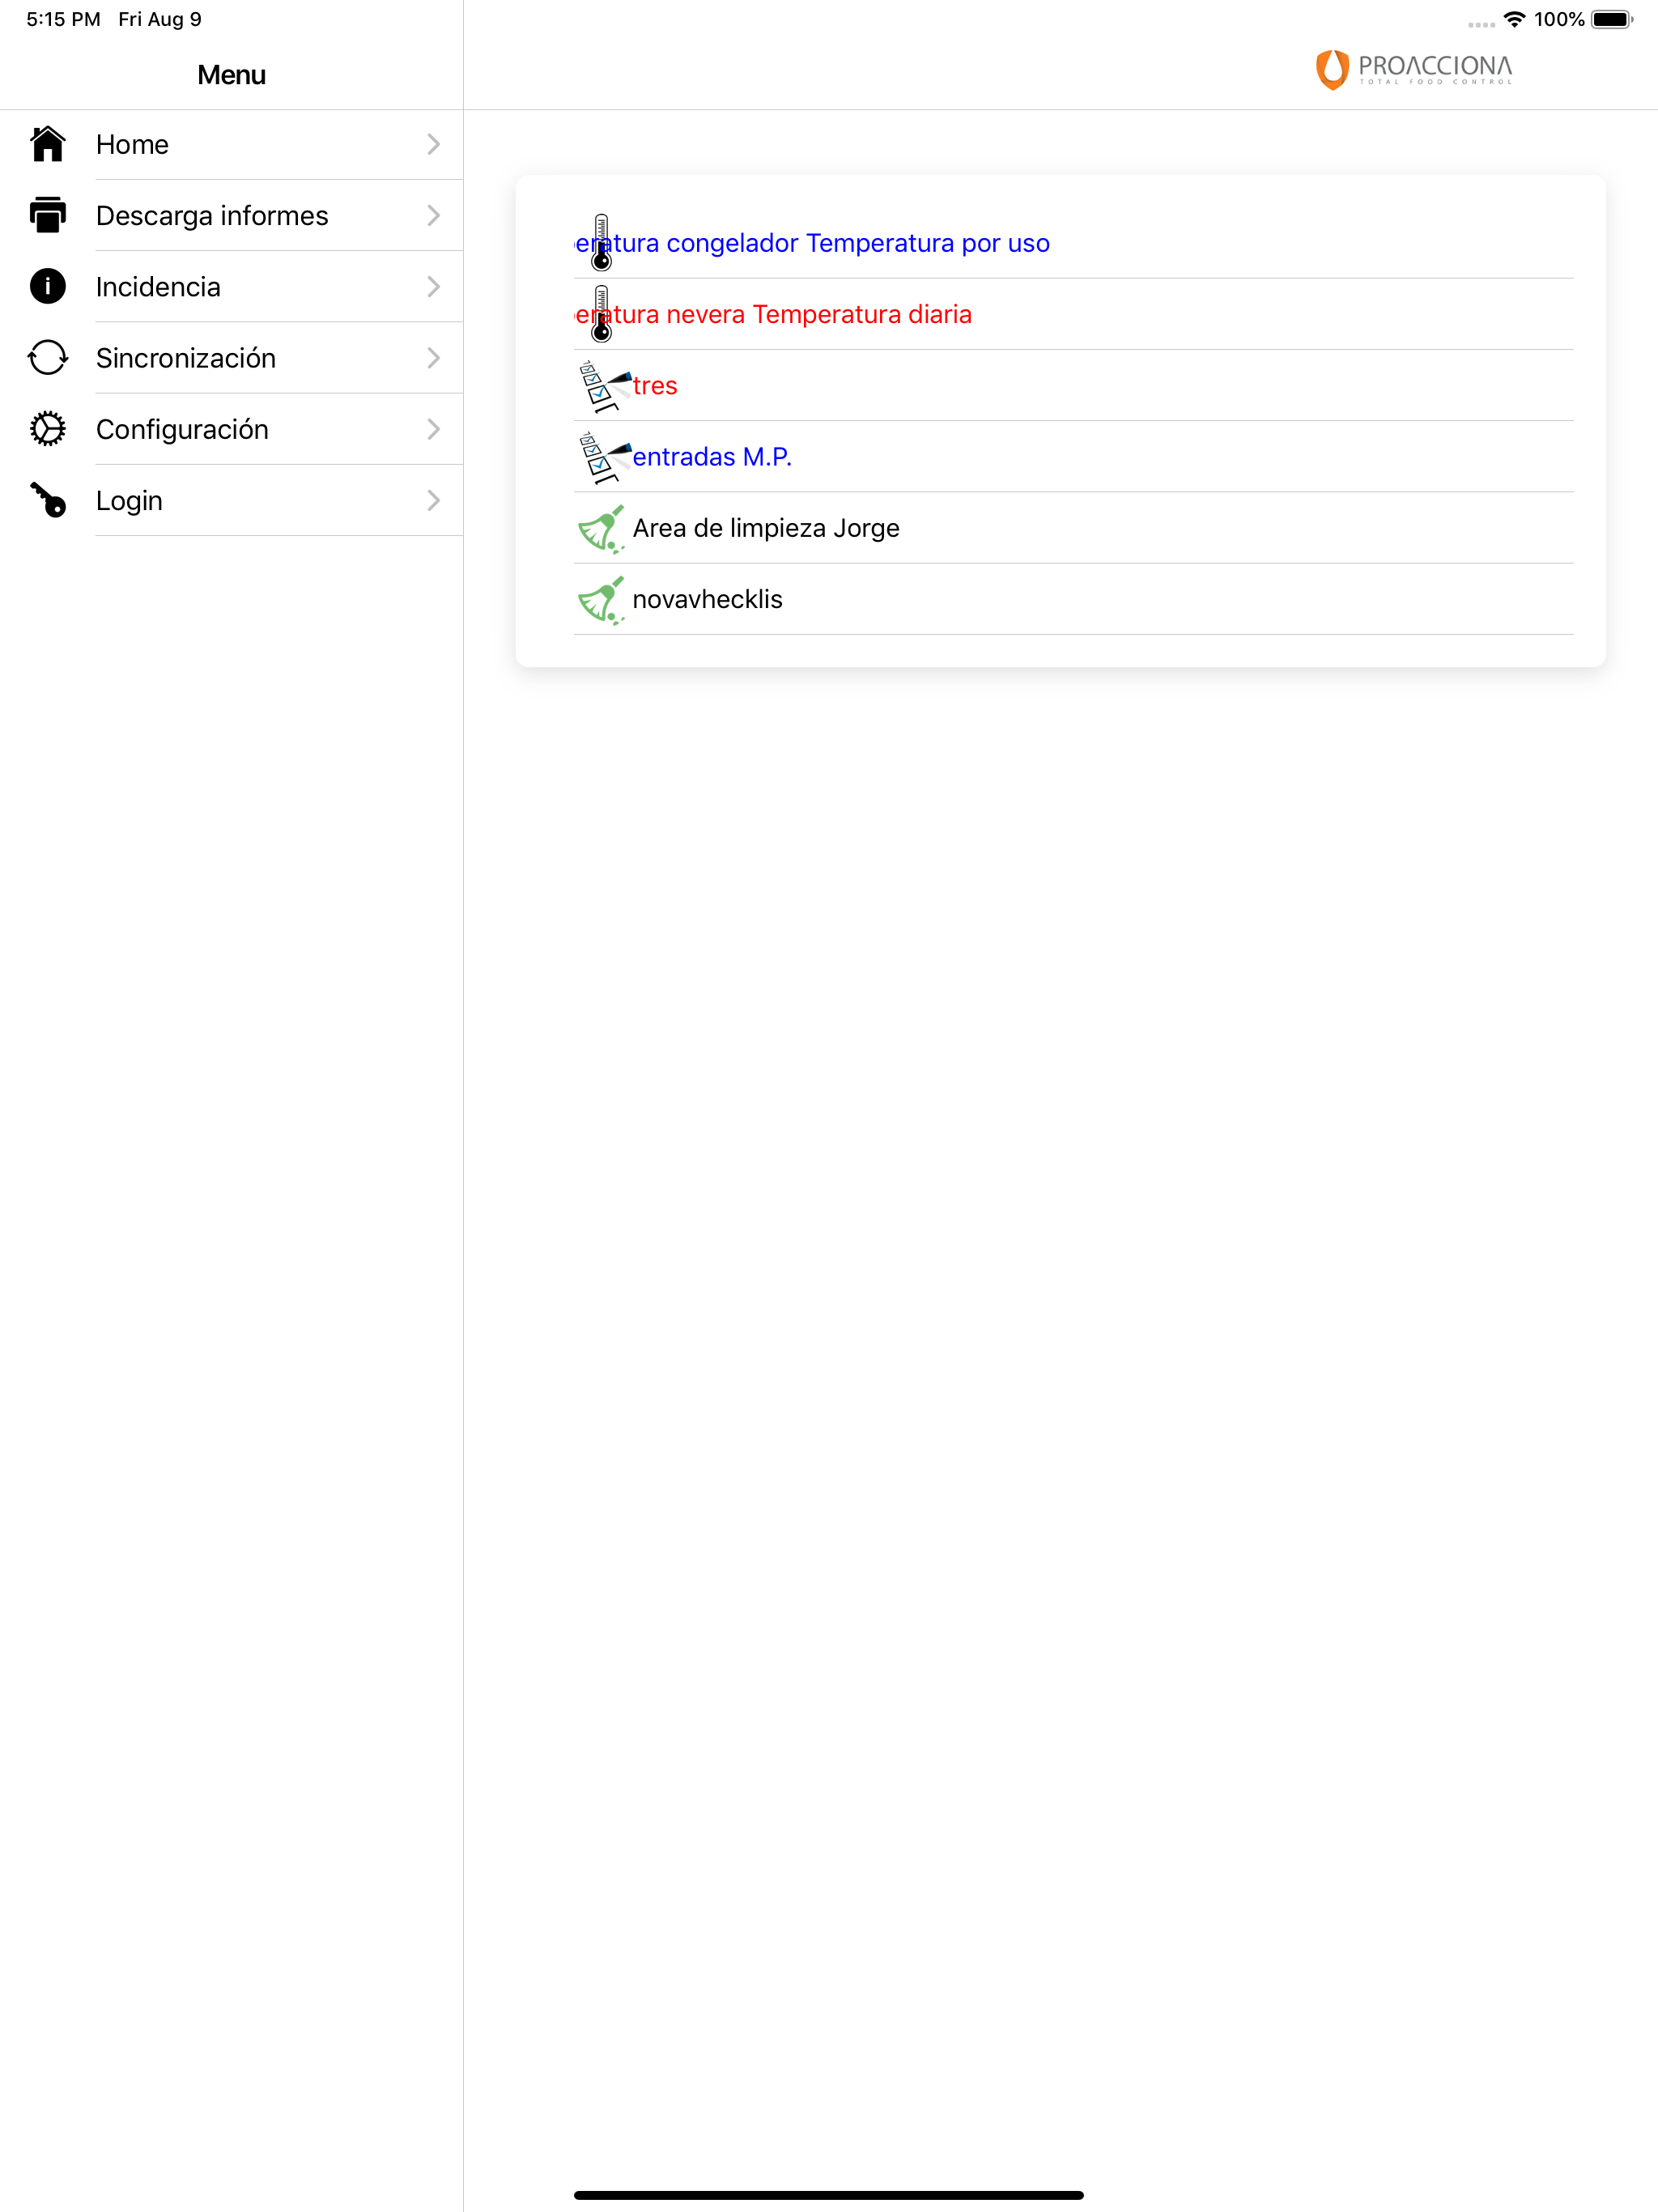 5:15 PM Fri Aug 9
100%
Menu
PROACCIONA
TOTAL FOOD CONTROL
Home
Descarga informes
Incidencia
Sincronización
Configuración
Login
eratura congelador Temperatura por uso
eratura nevera Temperatura diaria
tres
entradas M.P.
Area de limpieza Jorge
novavhecklis